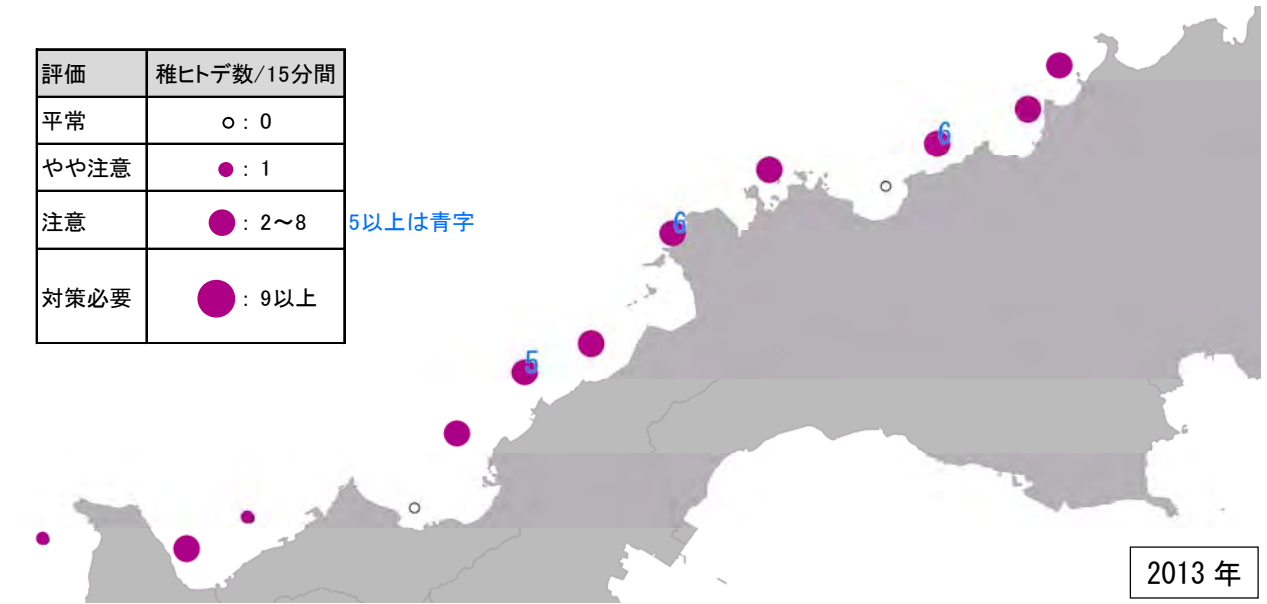 評価 稚ヒトデ数/15分間
平常 : 0
やや注意 : 1
注意 : 2～8 5以上は青字
対策必要 : 9以上
6
6
5
2013 年